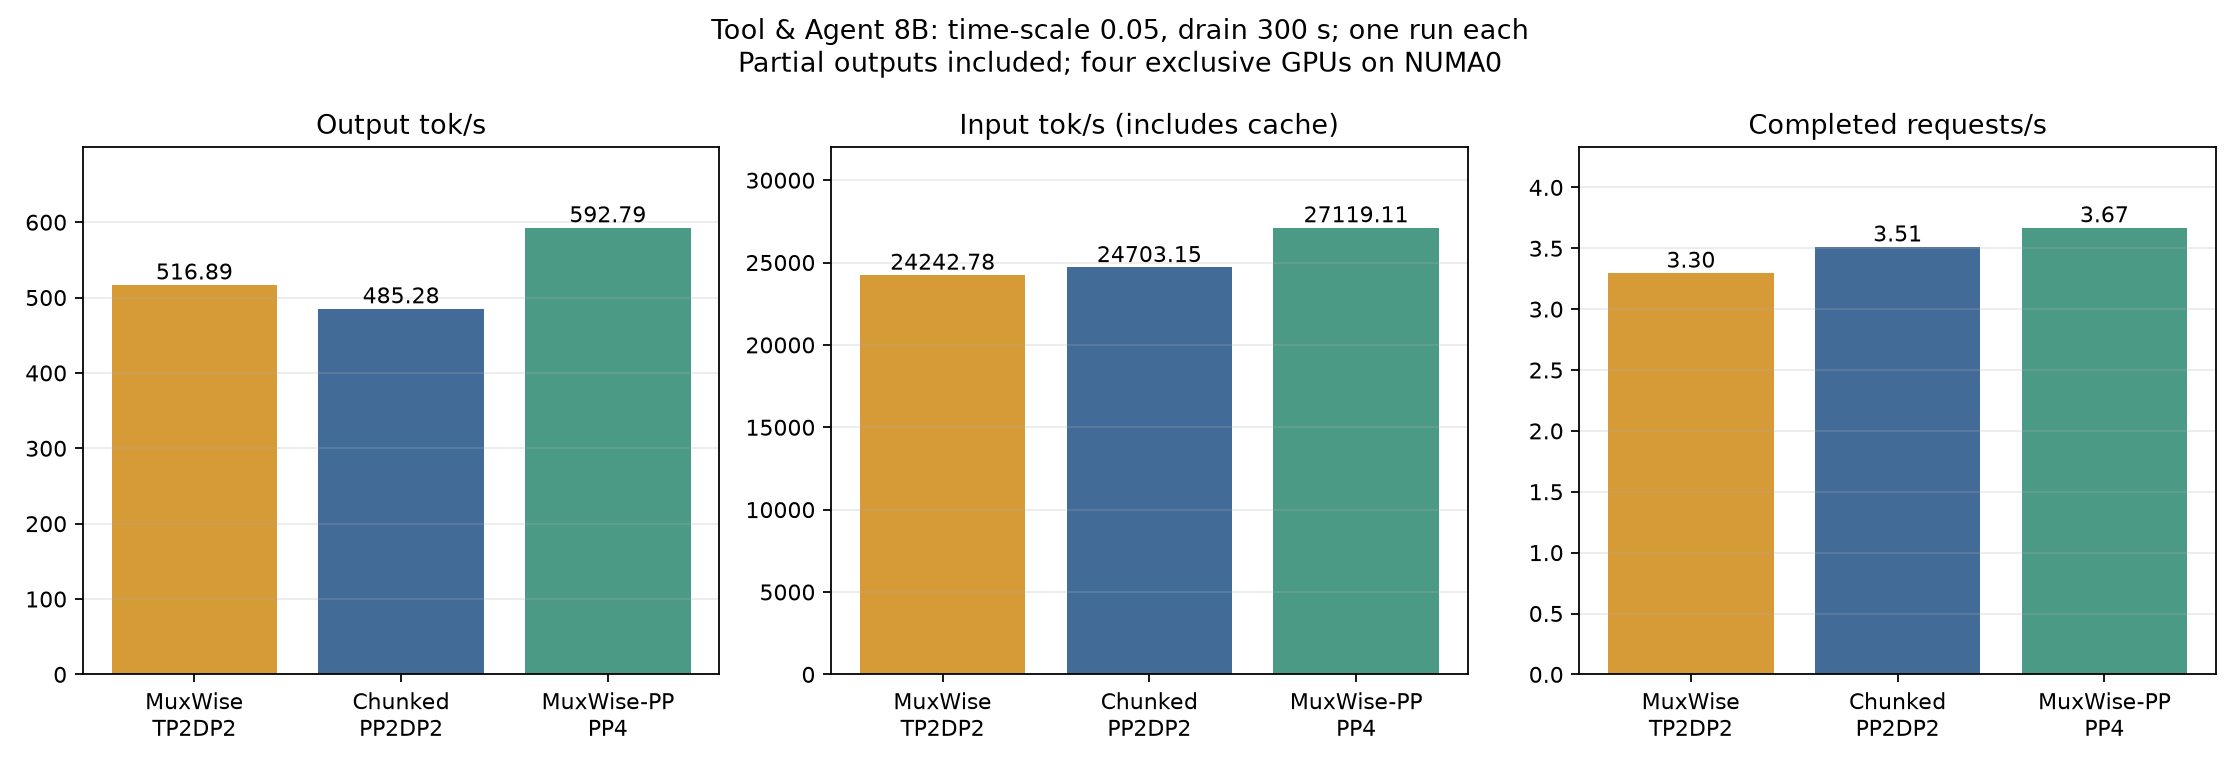 Tool & Agent 8B: time-scale 0.05, drain 300 s; one run each
Partial outputs included; four exclusive GPUs on NUMA0
Output tok/s
600
500
400
300
200
100
0
516.89
485.28
592.79
MuxWise
TP2DP2
Chunked
PP2DP2
MuxWise-PP
PP4
Input tok/s (includes cache)
30000
25000
20000
15000
10000
5000
0
24242.78
24703.15
27119.11
MuxWise
TP2DP2
Chunked
PP2DP2
MuxWise-PP
PP4
Completed requests/s
4.0
3.5
3.0
2.5
2.0
1.5
1.0
0.5
0.0
3.30
3.51
3.67
MuxWise
TP2DP2
Chunked
PP2DP2
MuxWise-PP
PP4